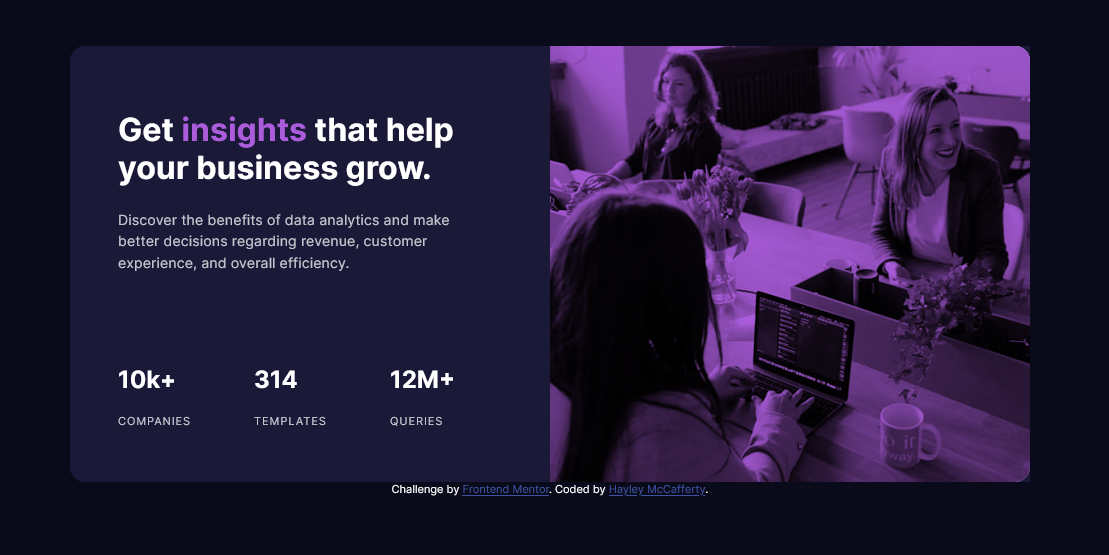 Get insights that help
your business grow.
Discover the benefits of data analytics and make
better decisions regarding revenue, customer
experience, and overall efficiency.
10k+ 314 12M+
COMPANIES TEMPLATES QUERIES
Challenge by Frontend Mentor. Coded by Hayley McCafferty.